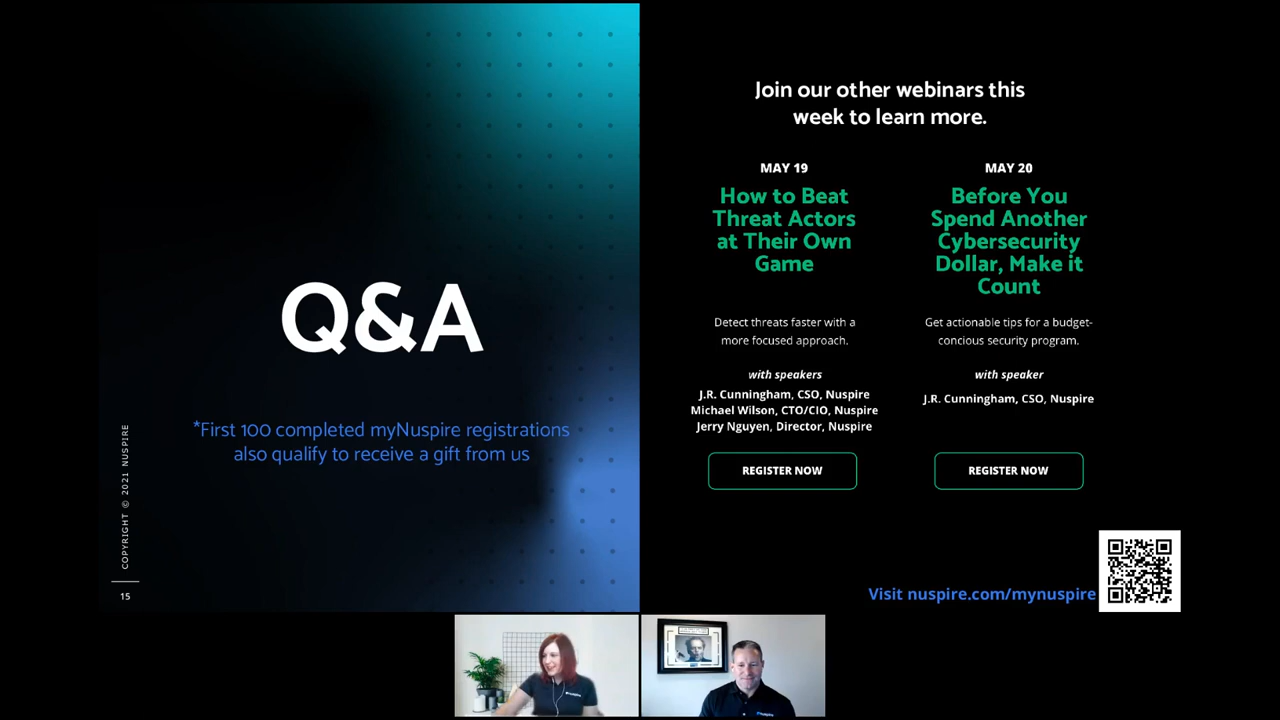 Q&A
*First 100 completed myNuspire registrations
also qualify to receive a gift from us
COPYRIGHT © 2021 NUSPIRE
15
Join our other webinars this
week to learn more.
MAY 19
How to Beat
Threat Actors
at Their Own
Game
Detect threats faster with a
more focused approach.
with speakers
J.R. Cunningham, CSO, Nuspire
Michael Wilson, CTO/CIO, Nuspire
Jerry Nguyen, Director, Nuspire
REGISTER NOW
MAY 20
Before You
Spend Another
Cybersecurity
Dollar, Make it
Count
Get actionable tips for a budget-
concious security program.
with speaker
J.R. Cunningham, CSO, Nuspire
REGISTER NOW
Visit nuspire.com/mynuspire